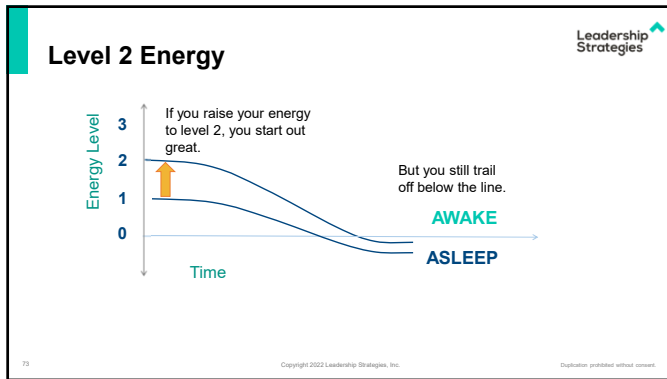 Level 2 Energy
Leadership
Strategies
Energy Level
3
2
1
0
If you raise your energy
to level 2, you start out
great.
But you still trail
off below the line.
AWAKE
ASLEEP
Time
73
Copyright 2022 Leadership Strategies, Inc.
Duplication prohibited without consent.